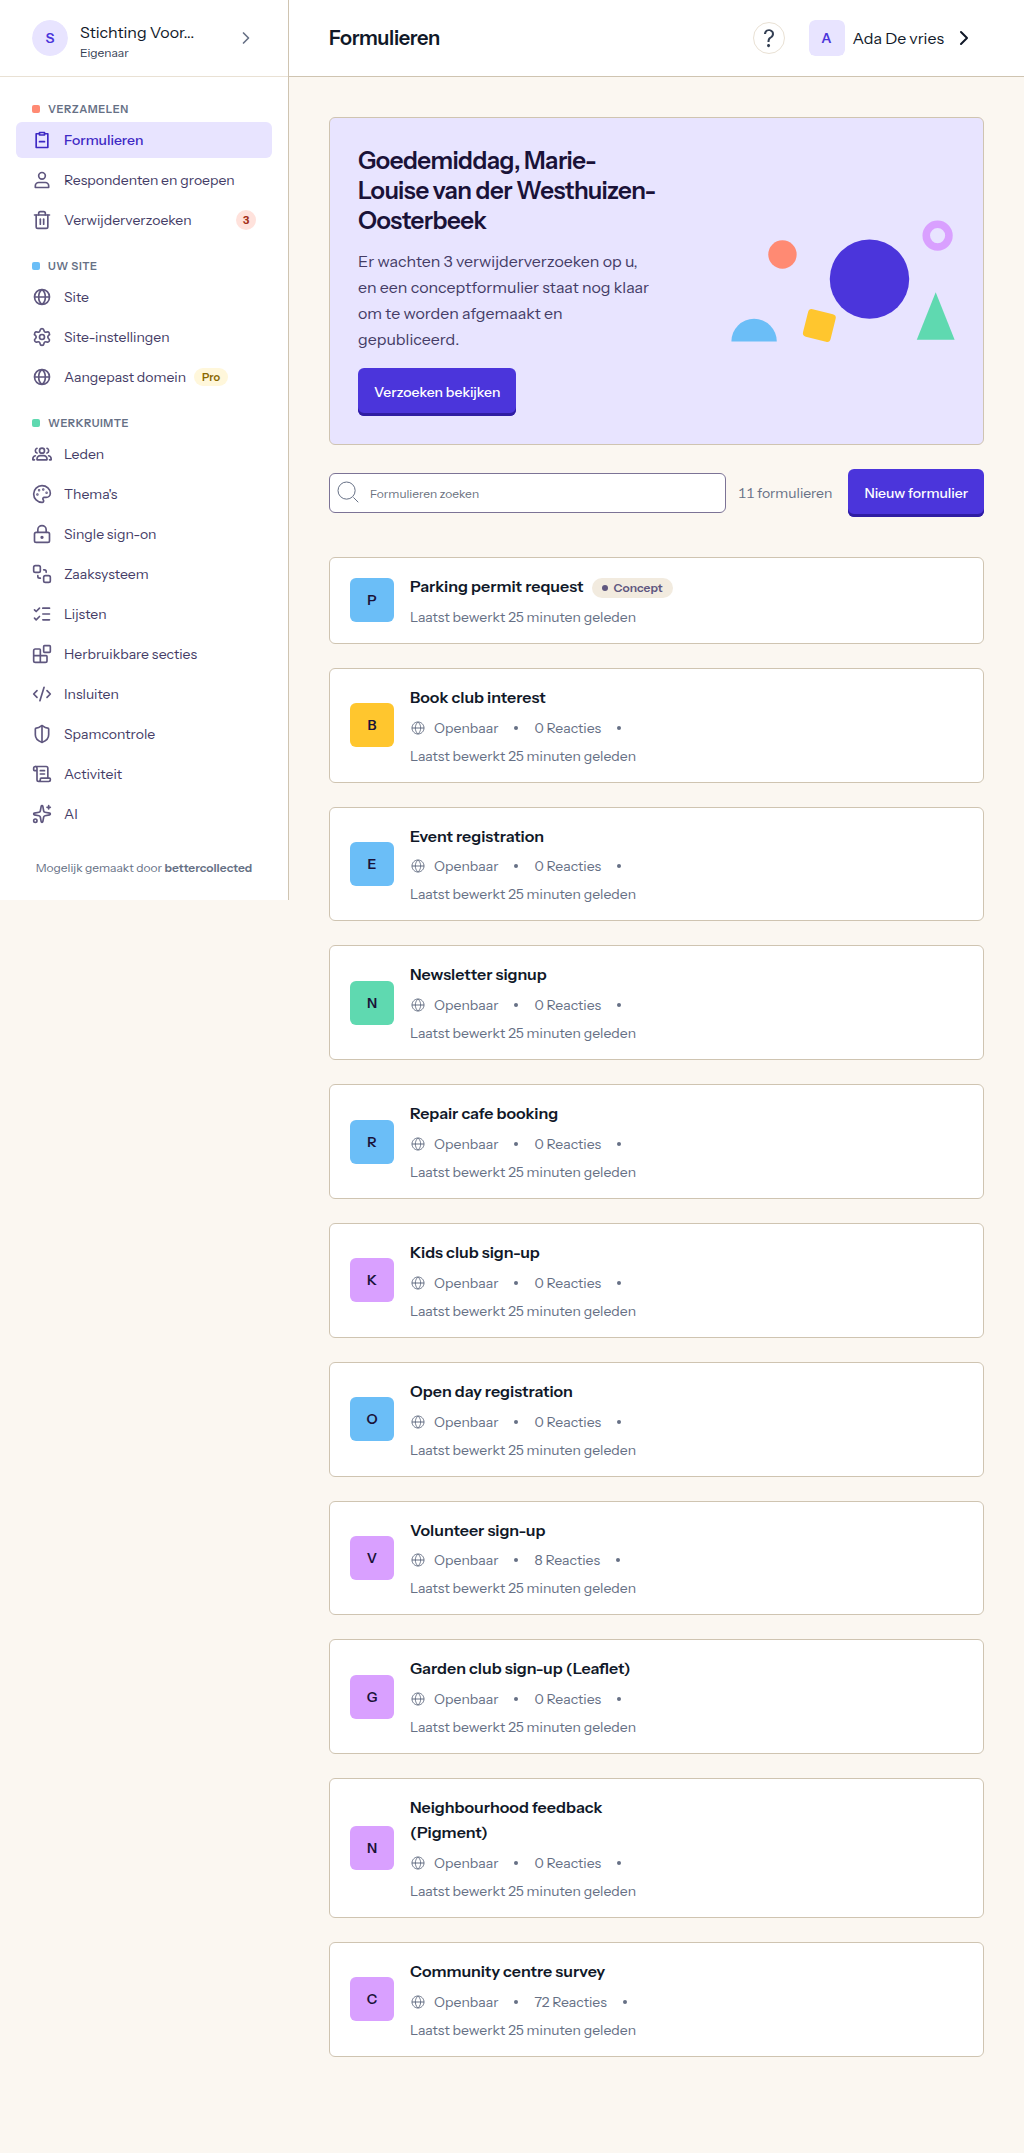 S
Stichting Voor...
Eigenaar
Formulieren
?
A
Ada De vries
VERZAMELEN
Formulieren
Respondenten en groepen
Verwijderverzoeken
3
UW SITE
Site
Site-instellingen
Aangepast domein
Pro
WERKRUIMTE
Leden
Thema's
Single sign-on
Zaaksysteem
Lijsten
Herbruikbare secties
Insluiten
Spamcontrole
Activiteit
AI
Mogelijk gemaakt door bettercollected
Goedemiddag, Marie-
Louise van der Westhuizen-
Oosterbeek
Er wachten 3 verwijderverzoeken op u,
en een conceptformulier staat nog klaar
om te worden afgemaakt en
gepubliceerd.
Verzoeken bekijken
Formulieren zoeken
11 formulieren
Nieuw formulier
P
Parking permit request
• Concept
Laatst bewerkt 25 minuten geleden
B
Book club interest
Openbaar • 0 Reacties •
Laatst bewerkt 25 minuten geleden
E
Event registration
Openbaar • 0 Reacties •
Laatst bewerkt 25 minuten geleden
N
Newsletter signup
Openbaar • 0 Reacties •
Laatst bewerkt 25 minuten geleden
R
Repair cafe booking
Openbaar • 0 Reacties •
Laatst bewerkt 25 minuten geleden
K
Kids club sign-up
Openbaar • 0 Reacties •
Laatst bewerkt 25 minuten geleden
O
Open day registration
Openbaar • 0 Reacties •
Laatst bewerkt 25 minuten geleden
V
Volunteer sign-up
Openbaar • 8 Reacties •
Laatst bewerkt 25 minuten geleden
G
Garden club sign-up (Leaflet)
Openbaar • 0 Reacties •
Laatst bewerkt 25 minuten geleden
N
Neighbourhood feedback
(Pigment)
Openbaar • 0 Reacties •
Laatst bewerkt 25 minuten geleden
C
Community centre survey
Openbaar • 72 Reacties •
Laatst bewerkt 25 minuten geleden